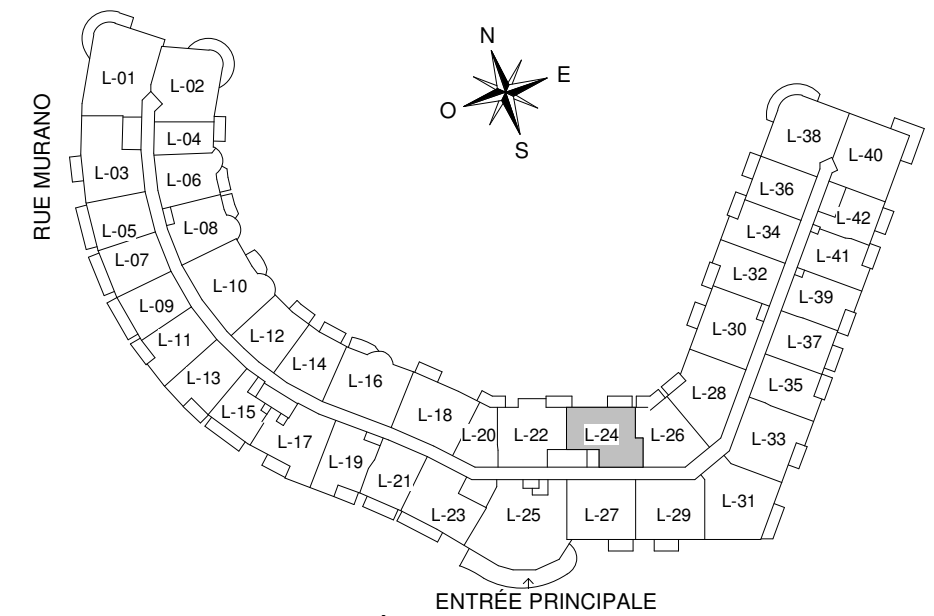 N
E
O
S
RUE MURANO
L-01
L-02
L-04
L-03
L-06
L-05
L-08
L-07
L-10
L-09
L-11
L-12
L-13
L-14
L-16
L-15
L-17
L-18
L-19
L-20
L-21
L-22
L-23
L-24
L-25
L-26
L-27
L-28
L-29
L-30
L-31
L-32
L-33
L-34
L-35
L-36
L-37
L-38
L-39
L-40
L-41
L-42
ENTRÉE PRINCIPALE